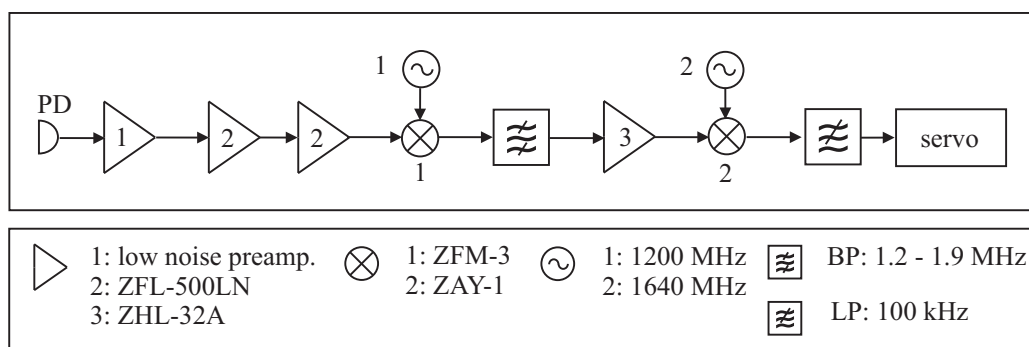 PD
1
2
2
1
1
3
2
2
servo
1: low noise preamp.
2: ZFL-500LN
3: ZHL-32A
1: ZFM-3
2: ZAY-1
1: 1200 MHz
2: 1640 MHz
BP: 1.2 - 1.9 MHz
LP: 100 kHz